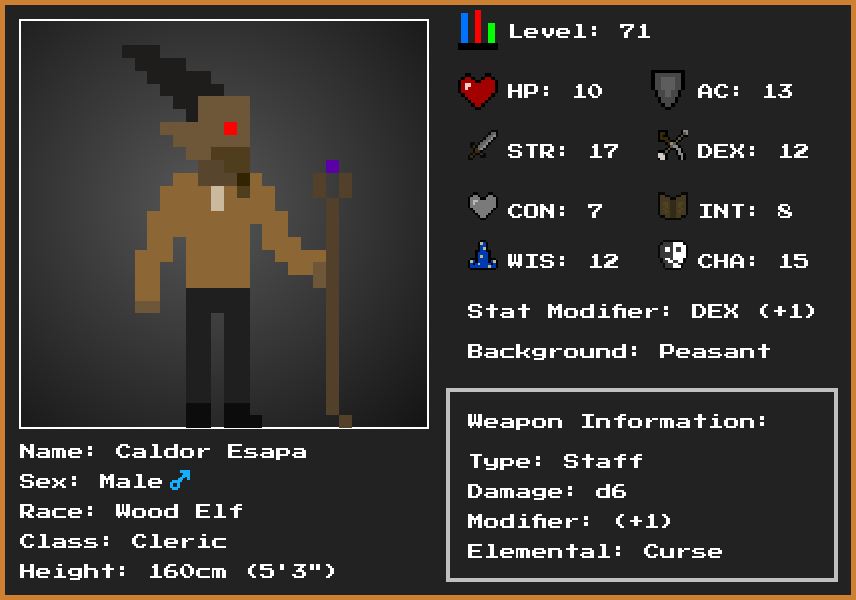 Level: 71
HP: 10 AC: 13
STR: 17 DEX: 12
CON: 7 INT: 8
WIS: 12 CHA: 15
Stat Modifier: DEX (+1)
Background: Peasant
Weapon Information:
Type: Staff
Damage: d6
Modifier: (+1)
Elemental: Curse
Name: Caldor Esapa
Sex: Male♂
Race: Wood Elf
Class: Cleric
Height: 160cm (5'3")